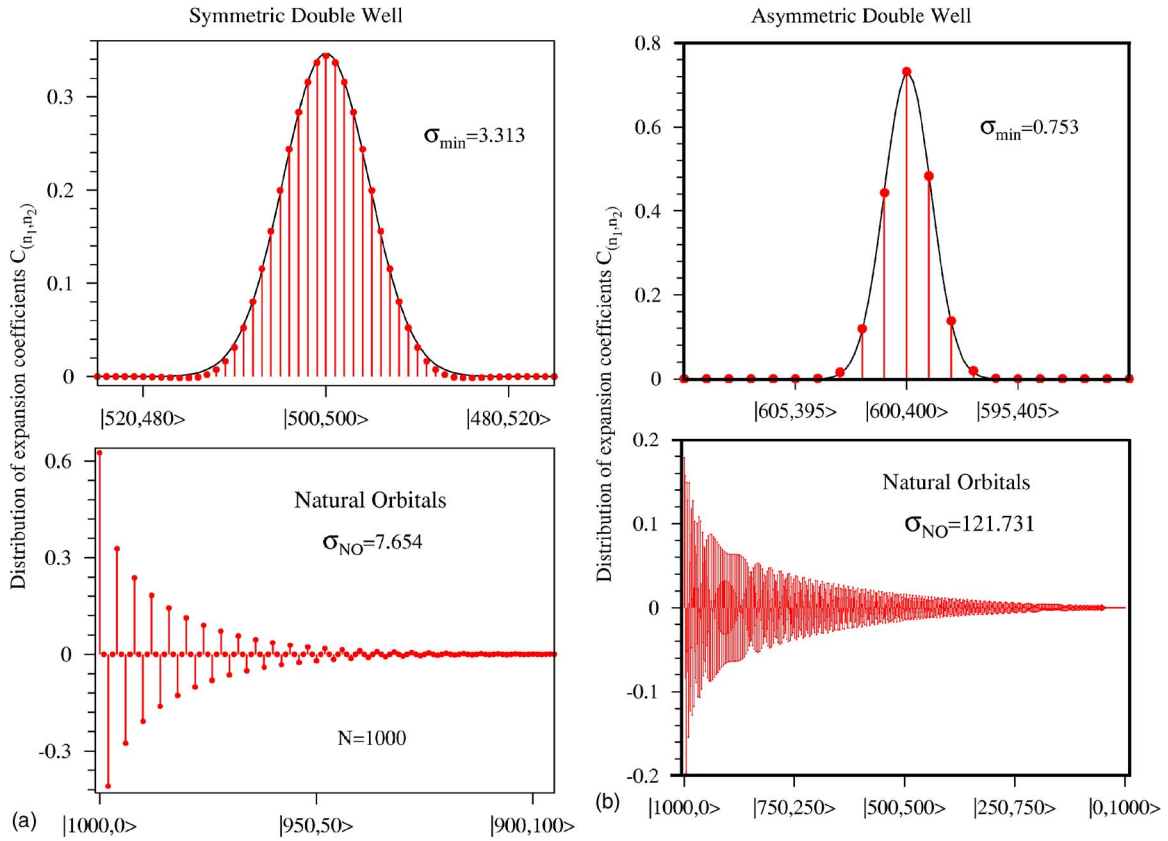 Symmetric Double Well
Distribution of expansion coefficients C(n₁,n₂)
0.3
0.2
0.1
0
σmin=3.313
|520,480> |500,500> |480,520>
0.6
0.3
0
-0.3
Natural Orbitals
σNO=7.654
N=1000
(a)
|1000,0> |950,50> |900,100>
Asymmetric Double Well
Distribution of expansion coefficients C(n₁,n₂)
0.8
0.6
0.4
0.2
0
σmin=0.753
|605,395> |600,400> |595,405>
0.2
0.1
0
-0.1
-0.2
Natural Orbitals
σNO=121.731
(b)
|1000,0> |750,250> |500,500> |250,750> |0,1000>